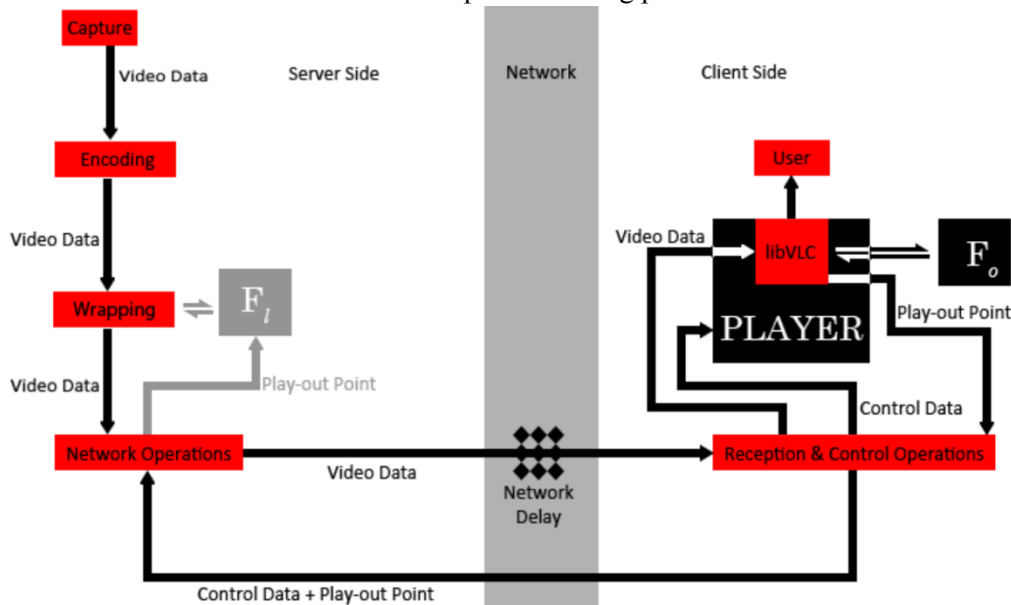 Capture
Video Data
Server Side
Network
Client Side
Encoding
User
Video Data
Video Data
libVLC
F_o
Wrapping
F_l
Play-out Point
PLAYER
Video Data
Play-out Point
Control Data
Network Operations
Video Data
Reception & Control Operations
Network
Delay
Control Data + Play-out Point